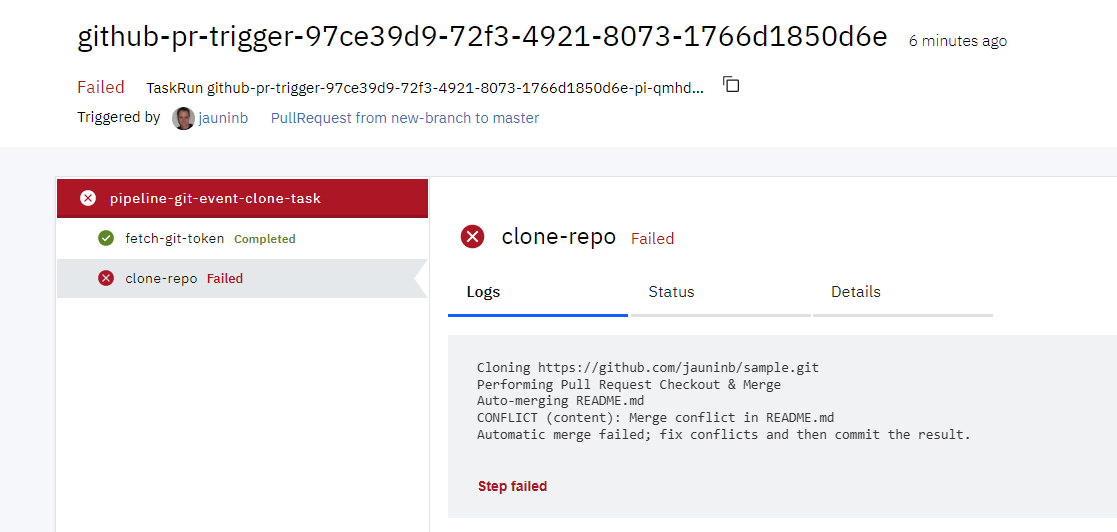 github-pr-trigger-97ce39d9-72f3-4921-8073-1766d1850d6e 6 minutes ago
Failed TaskRun github-pr-trigger-97ce39d9-72f3-4921-8073-1766d1850d6e-pi-qmhd...
Triggered by jauninb PullRequest from new-branch to master
pipeline-git-event-clone-task
fetch-git-token Completed
clone-repo Failed
clone-repo Failed
Logs Status Details
Cloning https://github.com/jauninb/sample.git
Performing Pull Request Checkout & Merge
Auto-merging README.md
CONFLICT (content): Merge conflict in README.md
Automatic merge failed; fix conflicts and then commit the result.
Step failed